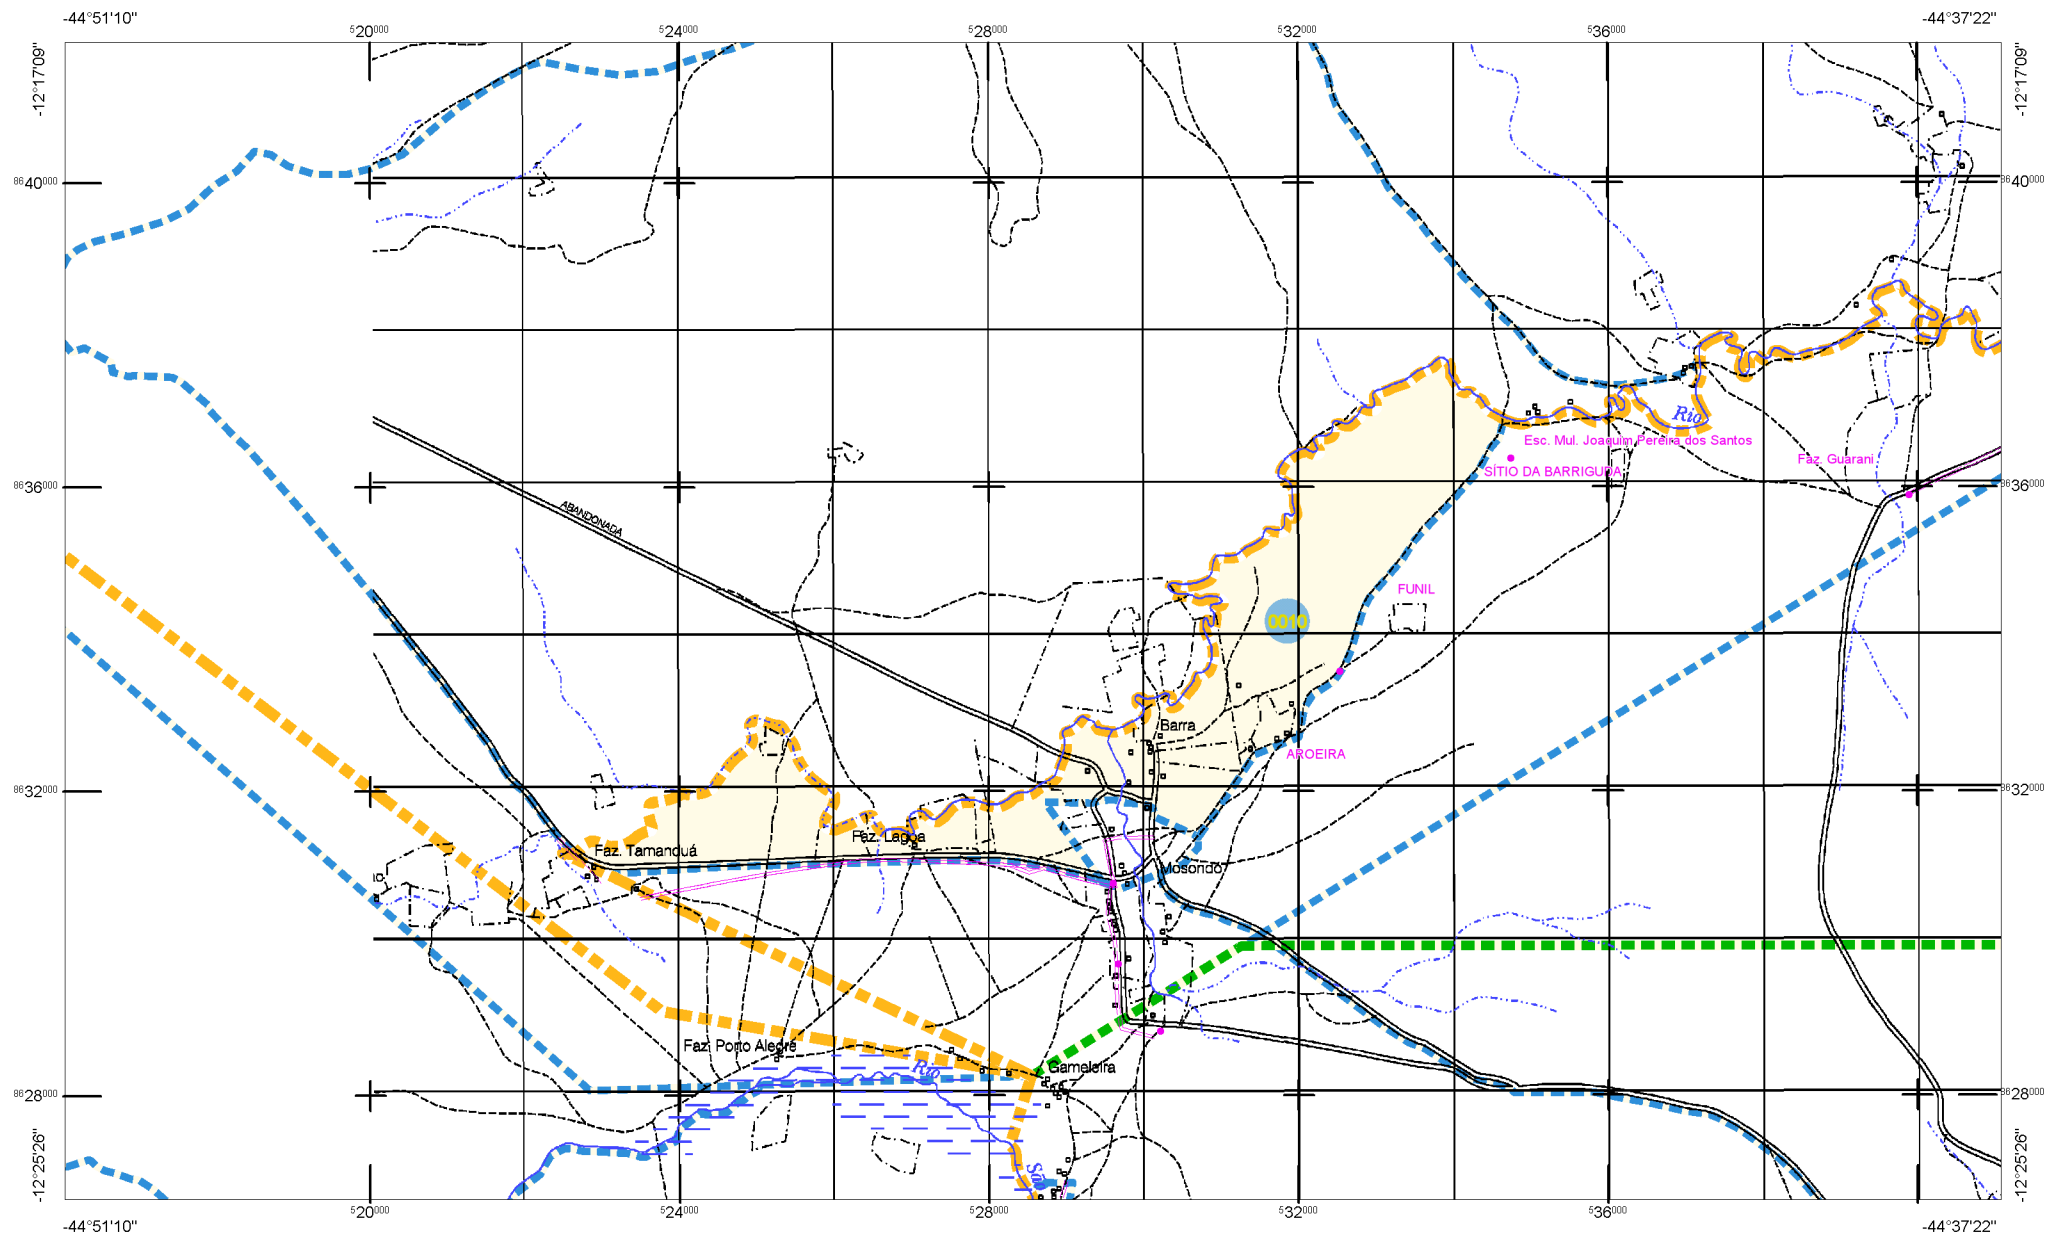 -44°51'10"
-44°37'22"
520000
524000
528000
532000
536000
-12°17'09"
-12°17'09"
8640000
8640000
Rio
Esc. Mul. Joaquim Pereira dos Santos
Faz. Guarani
SÍTIO DA BARRIGUDA
8636000
8636000
ABANDONADA
FUNIL
0010
Barra
AROEIRA
8632000
8632000
Faz. Lagoa
Faz. Tamanduá
Mosondo
Faz. Porto Alegre
Rio
Gameleira
8628000
8628000
-12°25'26"
-12°25'26"
São
520000
524000
528000
532000
536000
-44°51'10"
-44°37'22"